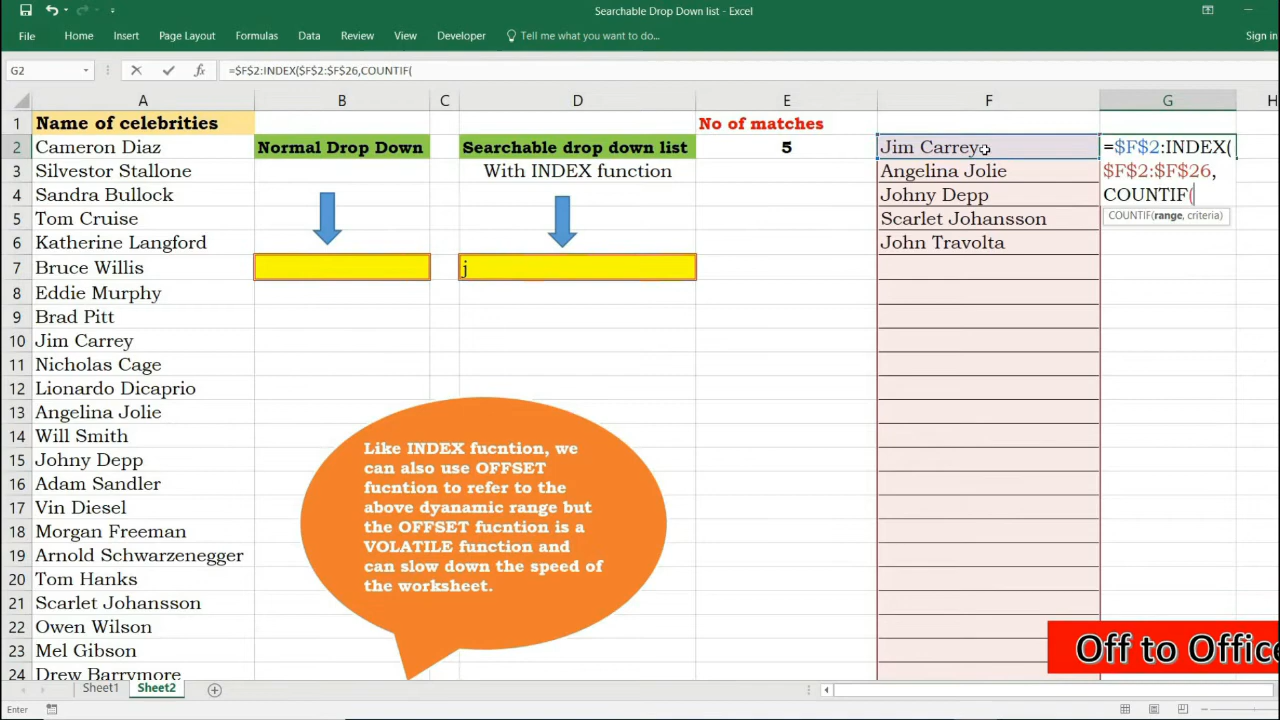 Searchable Drop Down list - Excel
File Home Insert Page Layout Formulas Data Review View Developer Tell me what you want to do... Sign in
G2 fx =$F$2:INDEX($F$2:$F$26,COUNTIF(
A B C D E F G H
1 Name of celebrities No of matches
2 Cameron Diaz Normal Drop Down Searchable drop down list 5 Jim Carrey =$F$2:INDEX(
3 Silvestor Stallone With INDEX function Angelina Jolie $F$2:$F$26,
4 Sandra Bullock Johny Depp COUNTIF(
5 Tom Cruise Scarlet Johansson COUNTIF(range, criteria)
6 Katherine Langford John Travolta
7 Bruce Willis j
8 Eddie Murphy
9 Brad Pitt
10 Jim Carrey
11 Nicholas Cage
12 Lionardo Dicaprio
13 Angelina Jolie
14 Will Smith
15 Johny Depp
16 Adam Sandler
17 Vin Diesel
18 Morgan Freeman
19 Arnold Schwarzenegger
20 Tom Hanks
21 Scarlet Johansson
22 Owen Wilson
23 Mel Gibson
24 Drew Barrymore
Like INDEX fucntion, we
can also use OFFSET
fucntion to refer to the
above dyanamic range but
the OFFSET fucntion is a
VOLATILE function and
can slow down the speed of
the worksheet.
Off to Office
Sheet1 Sheet2
Enter